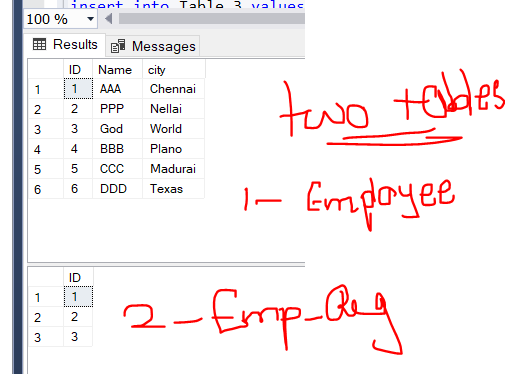 insert into Table 3 values
100 %
Results Messages
ID Name city
1 1 AAA Chennai
2 2 PPP Nellai
3 3 God World
4 4 BBB Plano
5 5 CCC Madurai
6 6 DDD Texas
two tables
1- Employee
ID
1 1
2 2
3 3
2-Emp-Reg